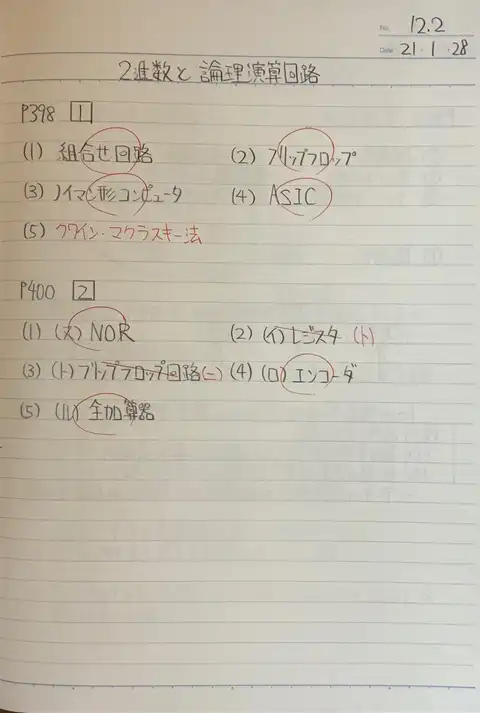 No. 12.2
Date 21・1・28
2進数と論理演算回路
P398 1
(1) 組合せ回路 (2) フリップフロップ
(3) ノイマン形コンピュータ (4) ASIC
(5) クワイン・マクラスキー法
P400 2
(1) (ヌ) NOR (2) (イ) レジスタ (ト)
(3) (ト) フリップフロップ回路 (ニ) (4) (ロ) エンコーダ
(5) (ル) 全加算器